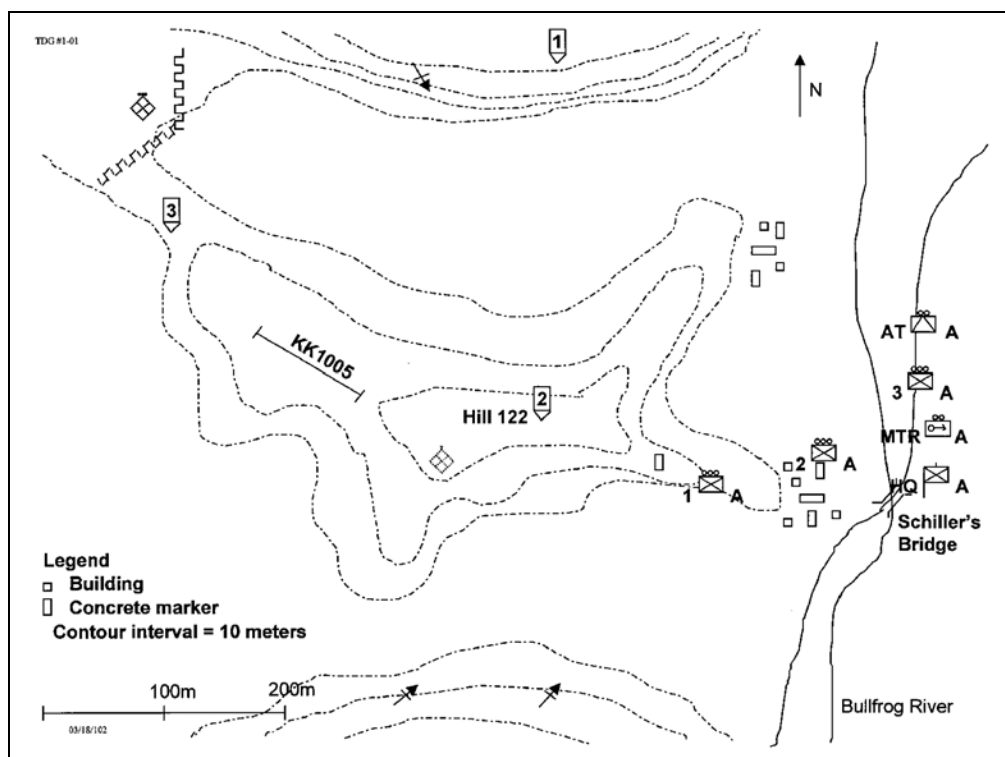 TDG #1-01
1
N
3
KK1005
Hill 122
2
AT A
3 A
MTR A
2 A
HQ A
1 A
Schiller's
Bridge
Legend
Building
Concrete marker
Contour interval = 10 meters
100m 200m
03/18/102
Bullfrog River